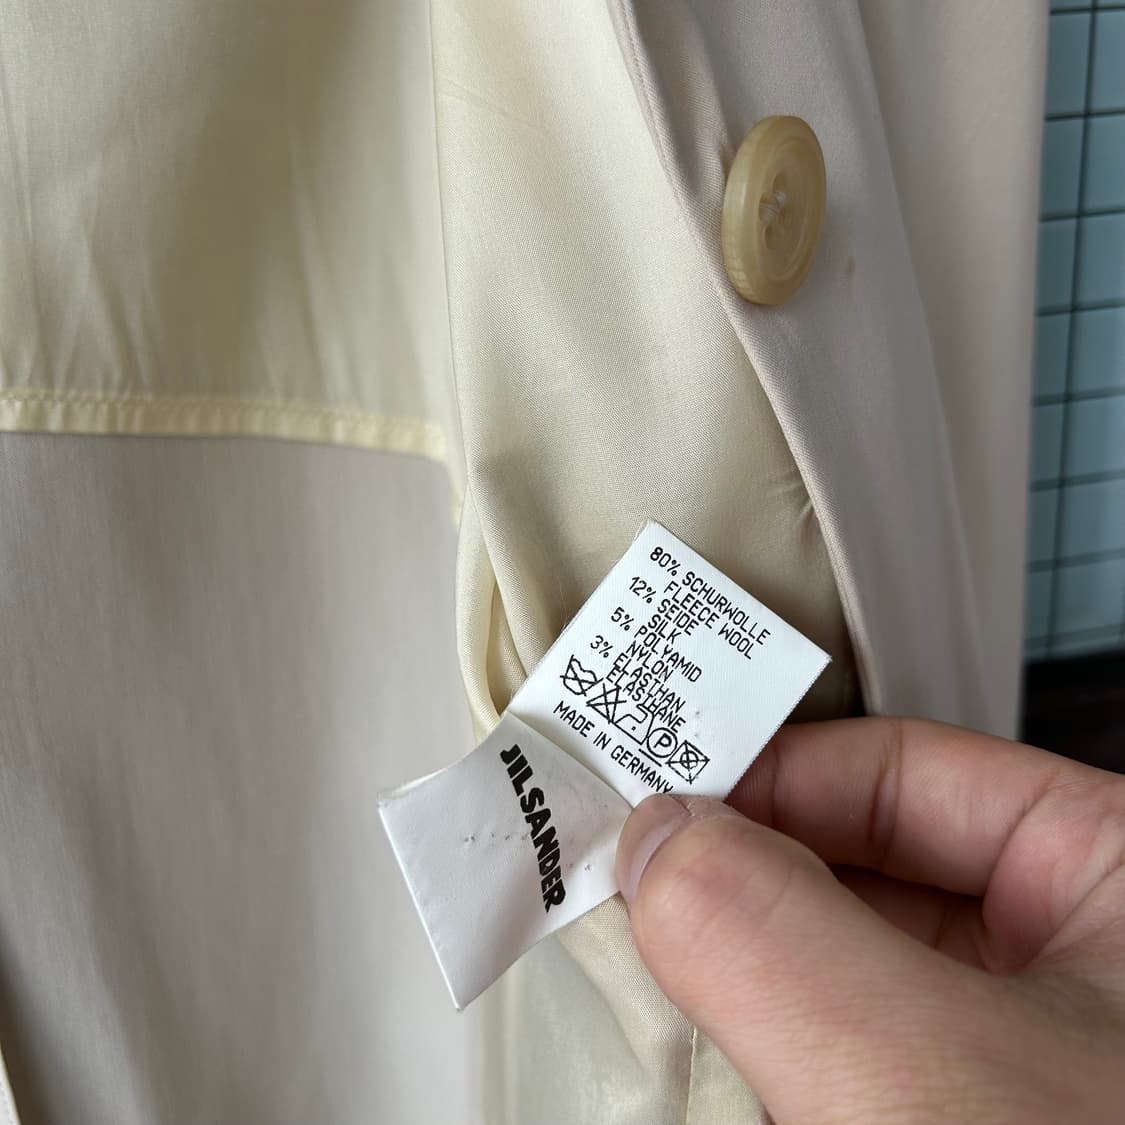 80% SCHURWOLLE
FLEECE WOOL
12% SEIDE
SILK
5% POLYAMID
NYLON
3% ELASTHAN
ELASTHANE
P
MADE IN GERMANY
JIL SANDER